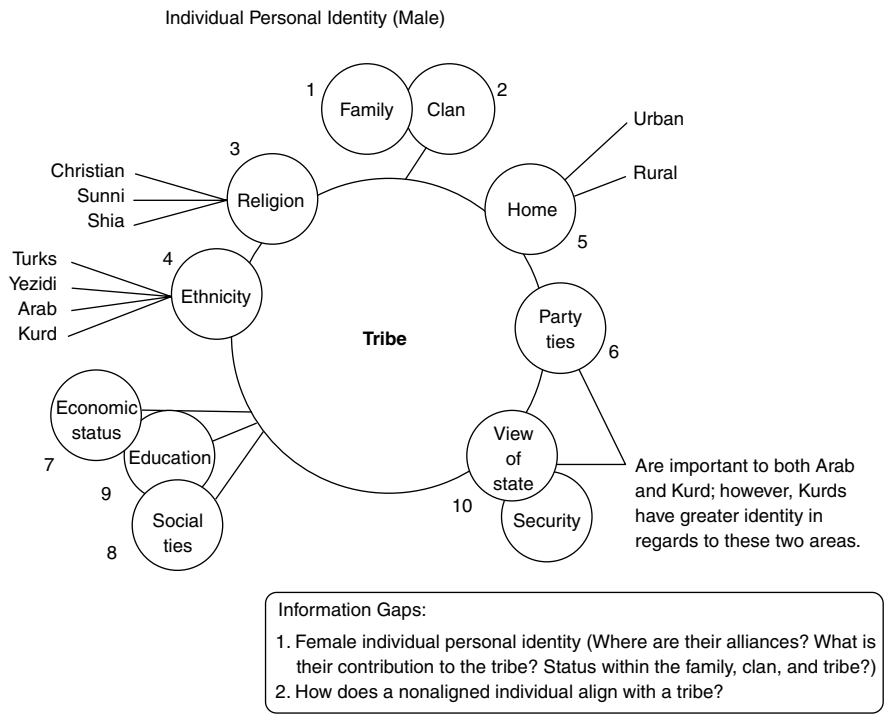 Individual Personal Identity (Male)
1
Family
Clan
2
3
Religion
Christian
Sunni
Shia
4
Ethnicity
Turks
Yezidi
Arab
Kurd
Urban
Rural
Home
5
Tribe
Party
ties
6
Economic
status
7
Education
9
Social
ties
8
View
of
state
10
Security
Are important to both Arab
and Kurd; however, Kurds
have greater identity in
regards to these two areas.
Information Gaps:
1. Female individual personal identity (Where are their alliances? What is
their contribution to the tribe? Status within the family, clan, and tribe?)
2. How does a nonaligned individual align with a tribe?